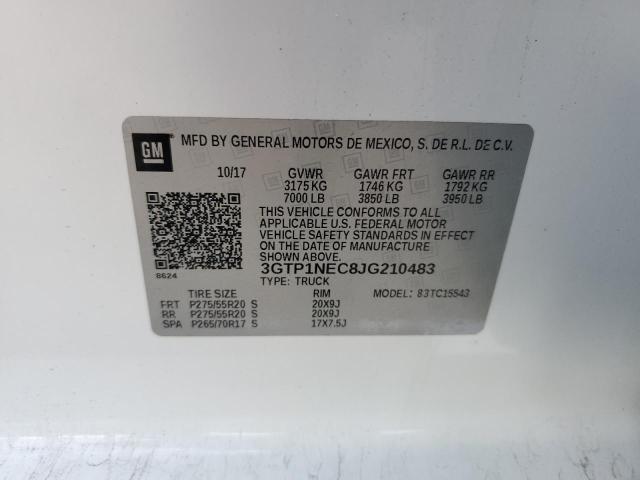 GM
MFD BY GENERAL MOTORS DE MEXICO, S. DE R.L. DE C.V.
10/17 GVWR GAWR FRT GAWR RR
3175 KG 1746 KG 1792 KG
7000 LB 3850 LB 3950 LB
THIS VEHICLE CONFORMS TO ALL
APPLICABLE U.S. FEDERAL MOTOR
VEHICLE SAFETY STANDARDS IN EFFECT
ON THE DATE OF MANUFACTURE SHOWN ABOVE.
8624
3GTP1NEC8JG210483
TYPE: TRUCK
TIRE SIZE RIM MODEL: 83TC15543
FRT P275/55R20 S 20X9J
RR P275/55R20 S 20X9J
SPA P265/70R17 S 17X7.5J